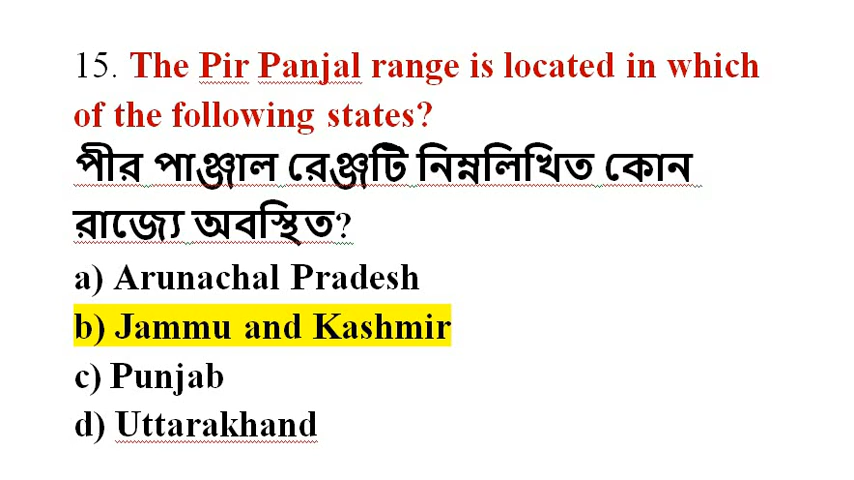 15. The Pir Panjal range is located in which
of the following states?
পীর পাঞ্জাল রেঞ্জটি নিম্নলিখিত কোন
রাজ্যে অবস্থিত?
a) Arunachal Pradesh
b) Jammu and Kashmir
c) Punjab
d) Uttarakhand